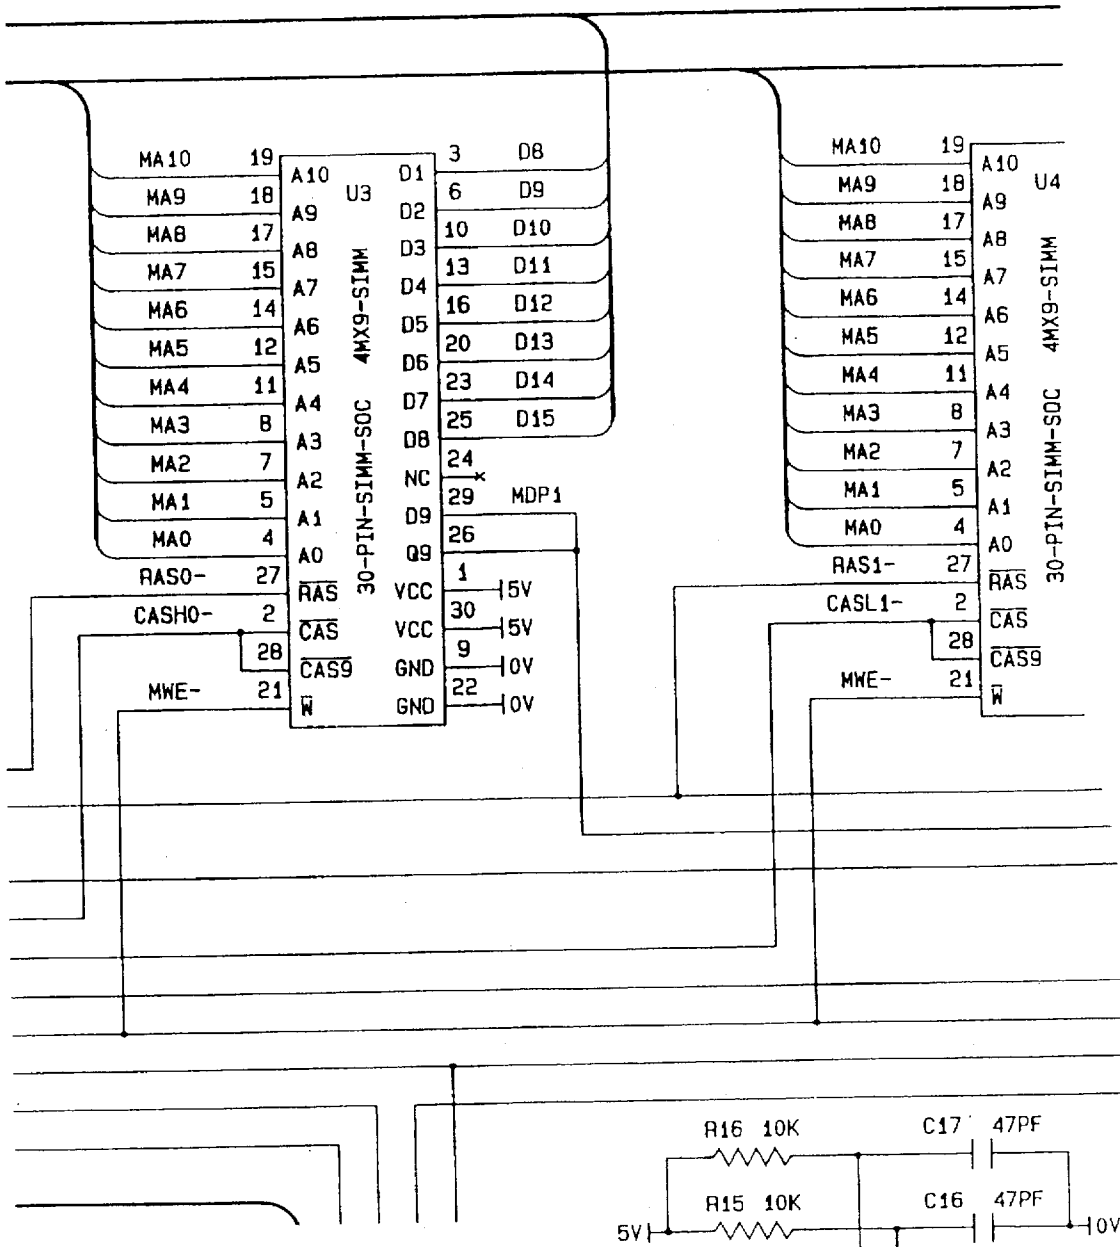 MA10 19 A10 U3 D1 3 D8
MA9 18 A9 D2 6 D9
MA8 17 A8 D3 10 D10
MA7 15 A7 D4 13 D11
MA6 14 A6 D5 16 D12
MA5 12 A5 D6 20 D13
MA4 11 A4 D7 23 D14
MA3 8 A3 D8 25 D15
MA2 7 A2 NC 24
MA1 5 A1 D9 29 MDP1
MA0 4 A0 Q9 26
RAS0- 27 RAS VCC 1 5V
CASH0- 2 CAS VCC 30 5V
28 CAS9 GND 9 0V
MWE- 21 W GND 22 0V
30-PIN-SIMM-SOC 4MX9-SIMM
MA10 19 A10 U4
MA9 18 A9
MA8 17 A8
MA7 15 A7
MA6 14 A6
MA5 12 A5
MA4 11 A4
MA3 8 A3
MA2 7 A2
MA1 5 A1
MA0 4 A0
RAS1- 27 RAS
CASL1- 2 CAS
28 CAS9
MWE- 21 W
30-PIN-SIMM-SOC 4MX9-SIMM
R16 10K C17 47PF
R15 10K C16 47PF
5V 0V